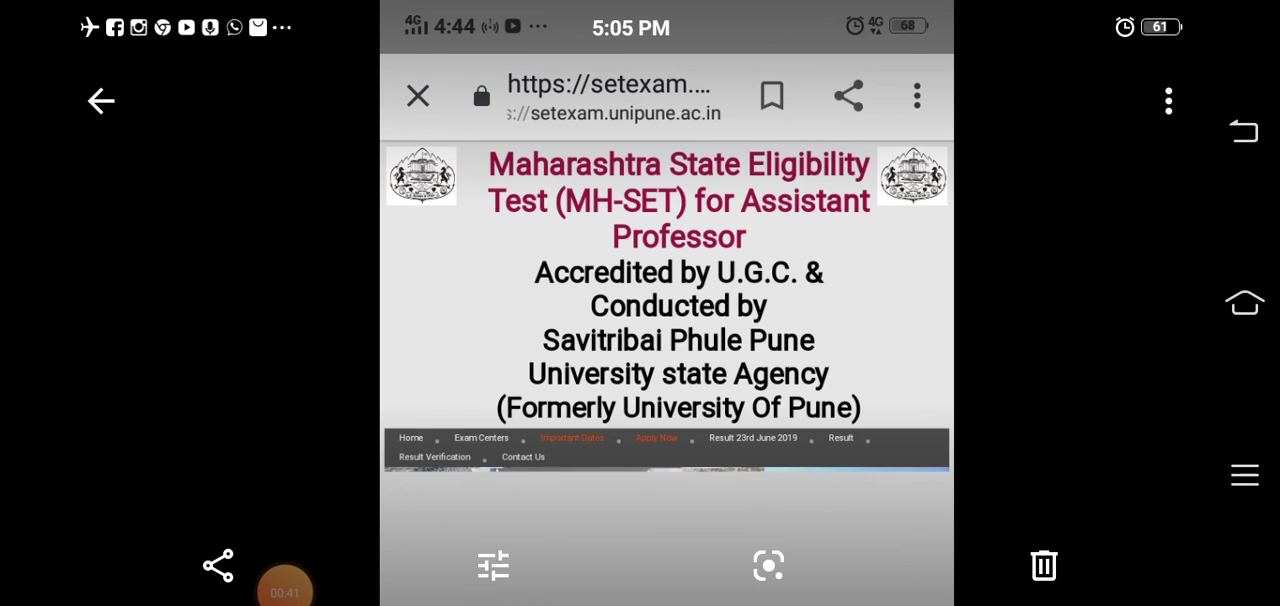 4G 4:44 ... 5:05 PM 4G 68
61
https://setexam....
s://setexam.unipune.ac.in
Maharashtra State Eligibility
Test (MH-SET) for Assistant
Professor
Accredited by U.G.C. &
Conducted by
Savitribai Phule Pune
University state Agency
(Formerly University Of Pune)
Home Exam Centers Important Dates Apply Now Result 23rd June 2019 Result
Result Verification Contact Us
00:41